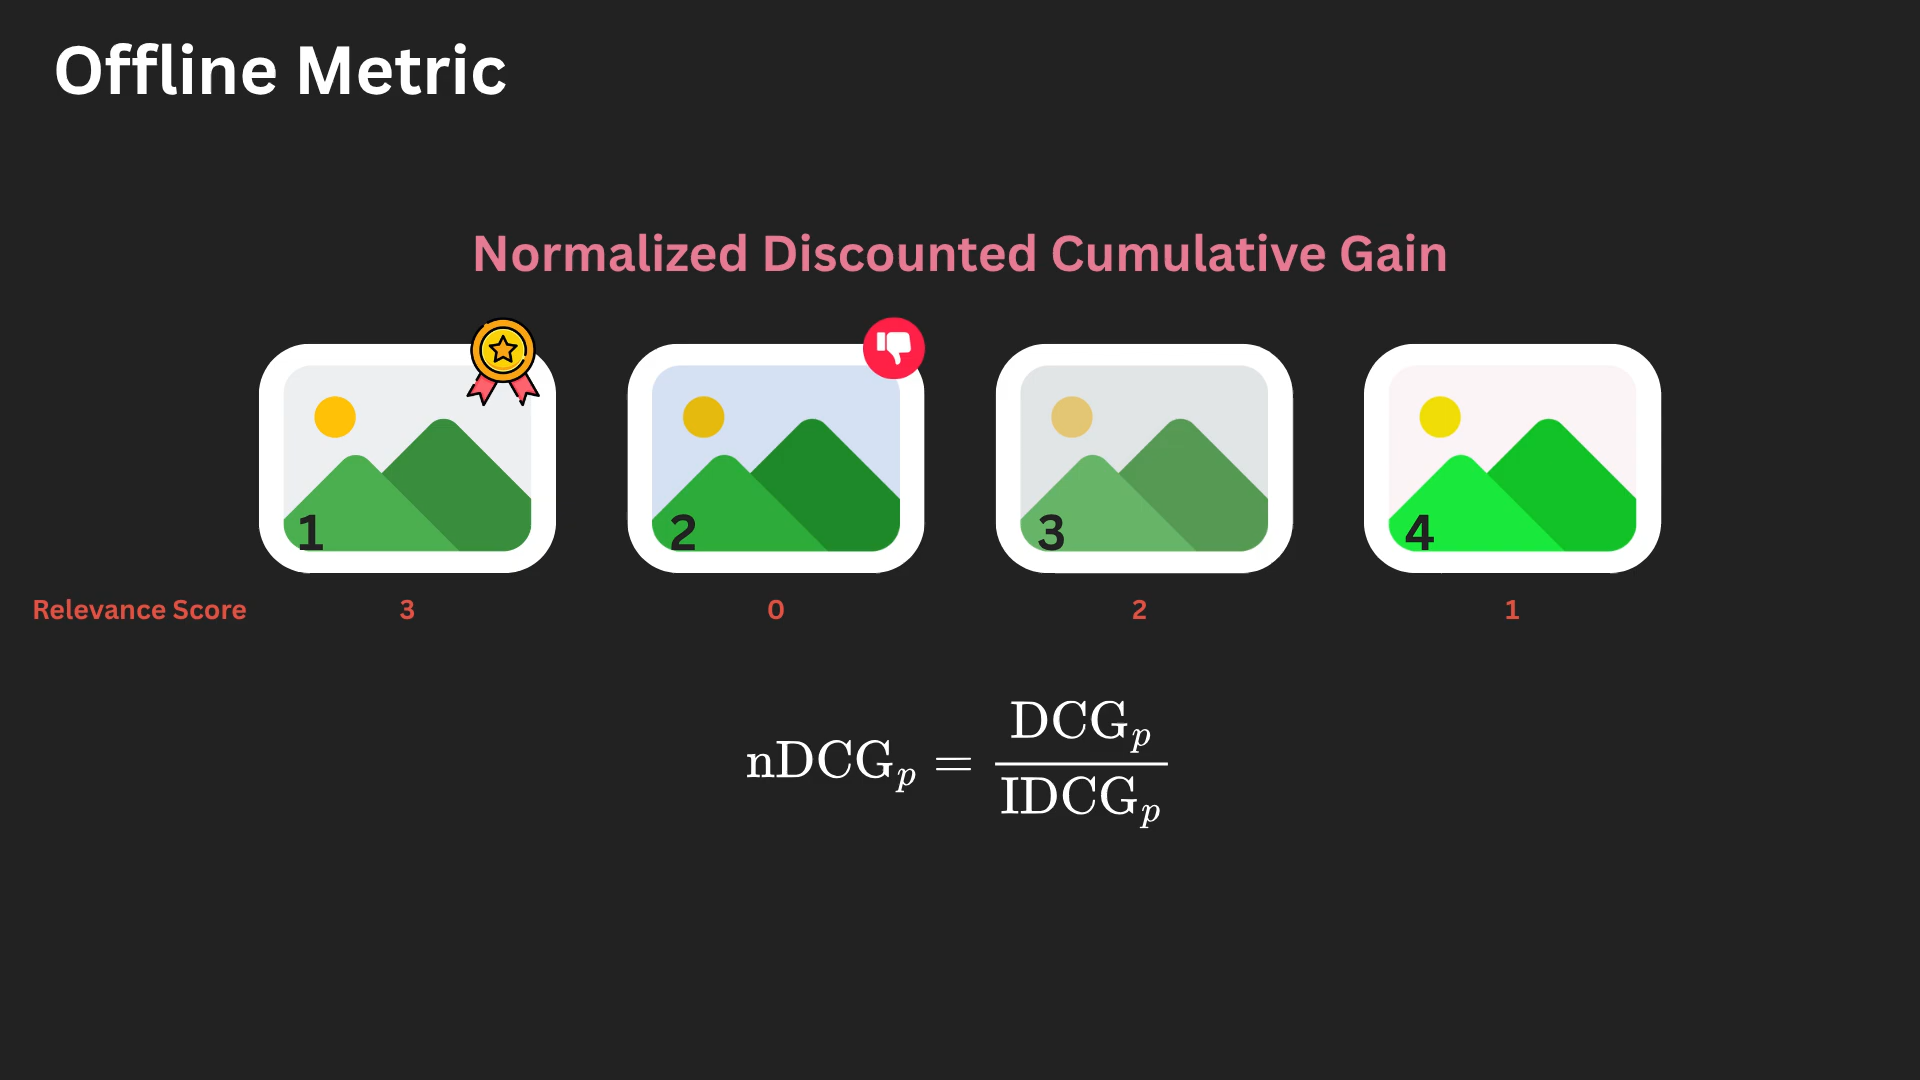 Offline Metric
Normalized Discounted Cumulative Gain
1 2 3 4
Relevance Score 3 0 2 1
nDCG_p = DCG_p / IDCG_p